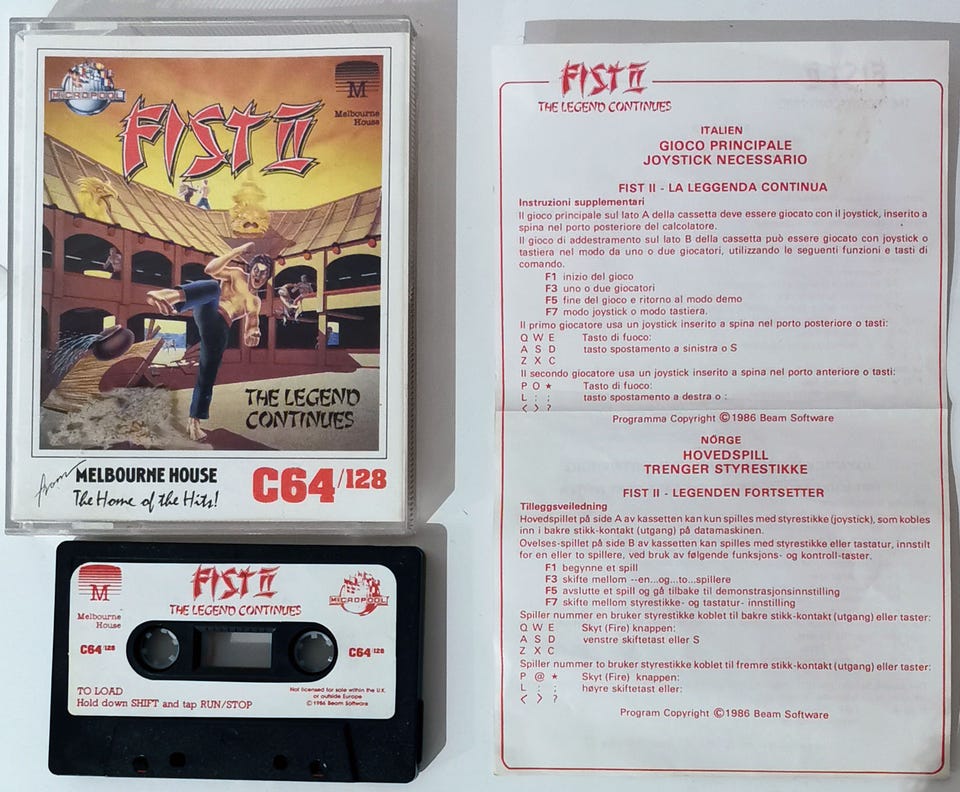 MICROPOOL
M
Melbourne
House
FIST II
THE LEGEND
CONTINUES
from MELBOURNE HOUSE
The Home of the Hits!
C64/128
M
Melbourne
House
FIST II
THE LEGEND CONTINUES
MICROPOOL
C64/128
C64/128
TO LOAD
Hold down SHIFT and tap RUN/STOP
Not licensed for sale within the U.K.
or outside Europe
©1986 Beam Software
FIST II
THE LEGEND CONTINUES
ITALIEN
GIOCO PRINCIPALE
JOYSTICK NECESSARIO
FIST II - LA LEGGENDA CONTINUA
Instruzioni supplementari
Il gioco principale sul lato A della cassetta deve essere giocato con il joystick, inserito a
spina nel porto posteriore del calcolatore.
Il gioco di addestramento sul lato B della cassetta può essere giocato con joystick o
tastiera nel modo da uno o due giocatori, utilizzando le seguenti funzioni e tasti di
comando.
F1 inizio del gioco
F3 uno o due giocatori
F5 fine del gioco e ritorno al modo demo
F7 modo joystick o modo tastiera.
Il primo giocatore usa un joystick inserito a spina nel porto posteriore o tasti:
Q W E Tasto di fuoco:
A S D tasto spostamento a sinistra o S
Z X C
Il secondo giocatore usa un joystick inserito a spina nel porto anteriore o tasti:
P O ★ Tasto di fuoco:
L : ; tasto spostamento a destra o :
< > ?
Programma Copyright ©1986 Beam Software
NÖRGE
HOVEDSPILL
TRENGER STYRESTIKKE
FIST II - LEGENDEN FORTSETTER
Tilleggsveiledning
Hovedspillet på side A av kassetten kan kun spilles med styrestikke (joystick), som kobles
inn i bakre stikk-kontakt (utgang) på datamaskinen.
Ovelses-spillet på side B av kassetten kan spilles med styrestikke eller tastatur, innstilt
for en eller to spillere, ved bruk av følgende funksjons- og kontroll-taster.
F1 begynne et spill
F3 skifte mellom --en...og...to...spillere
F5 avslutte et spill og gå tilbake til demonstrasjonsinnstilling
F7 skifte mellom styrestikke- og tastatur- innstilling
Spiller nummer en bruker styrestikke koblet til bakre stikk-kontakt (utgang) eller taster:
Q W E Skyt (Fire) knappen:
A S D venstre skiftetast eller S
Z X C
Spiller nummer to bruker styrestikke koblet til fremre stikk-kontakt (utgang) eller taster:
P @ ★ Skyt (Fire) knappen:
L : ; høyre skiftetast eller:
< > ?
Program Copyright ©1986 Beam Software